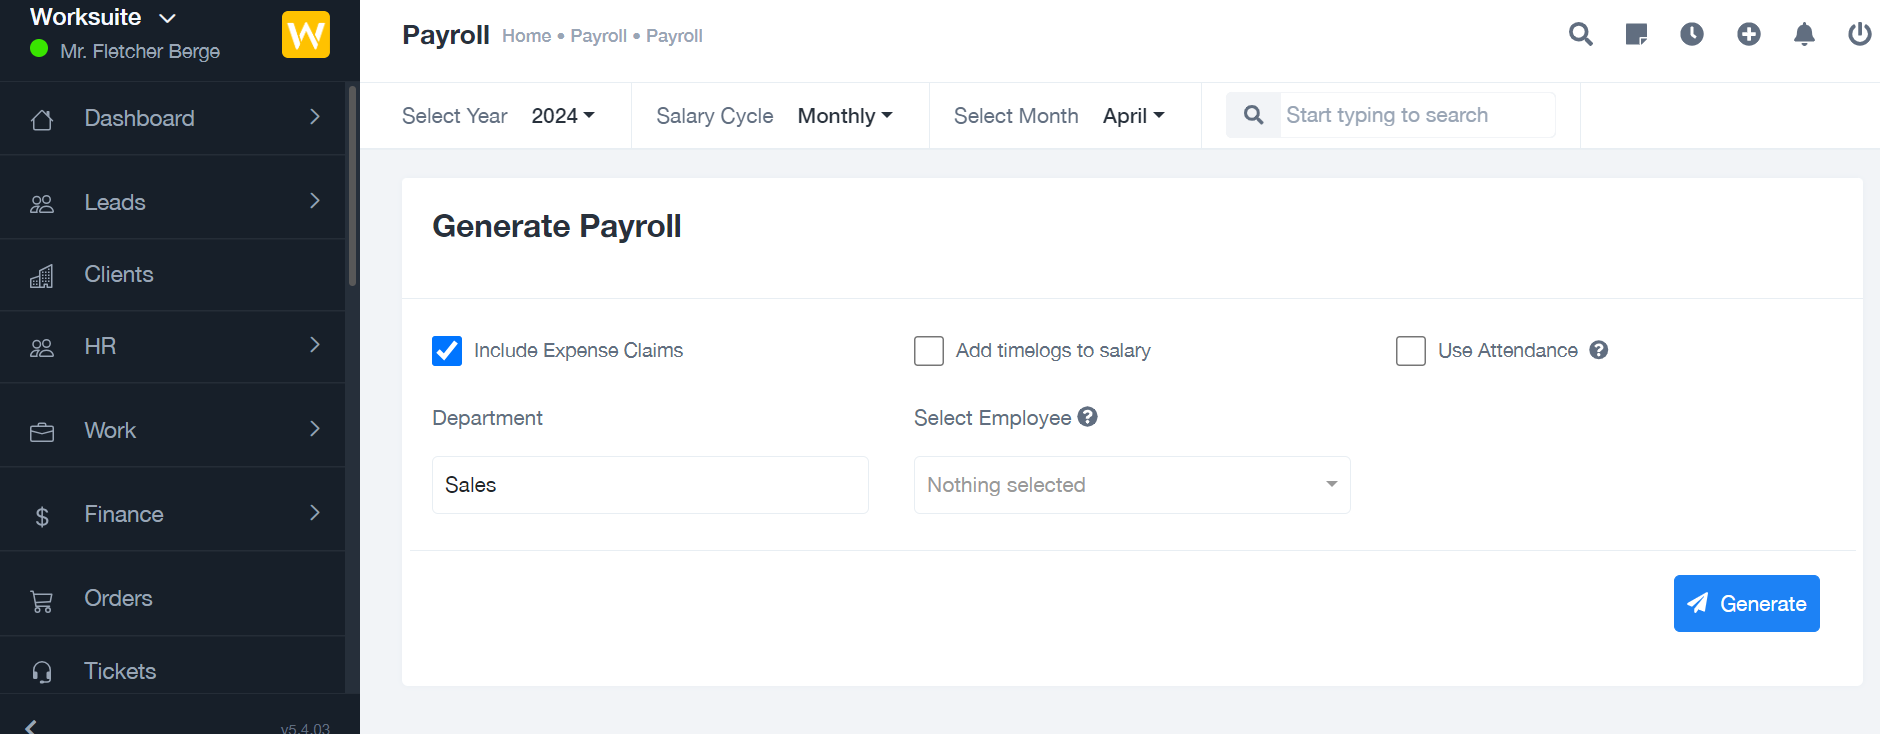 Worksuite
W
Mr. Fletcher Berge
Dashboard
Leads
Clients
HR
Work
Finance
$
Orders
Tickets
v5.4.03
Payroll Home • Payroll • Payroll
Select Year 2024 Salary Cycle Monthly Select Month April Start typing to search
Generate Payroll
Include Expense Claims Add timelogs to salary Use Attendance ?
Department Select Employee ?
Sales Nothing selected
Generate